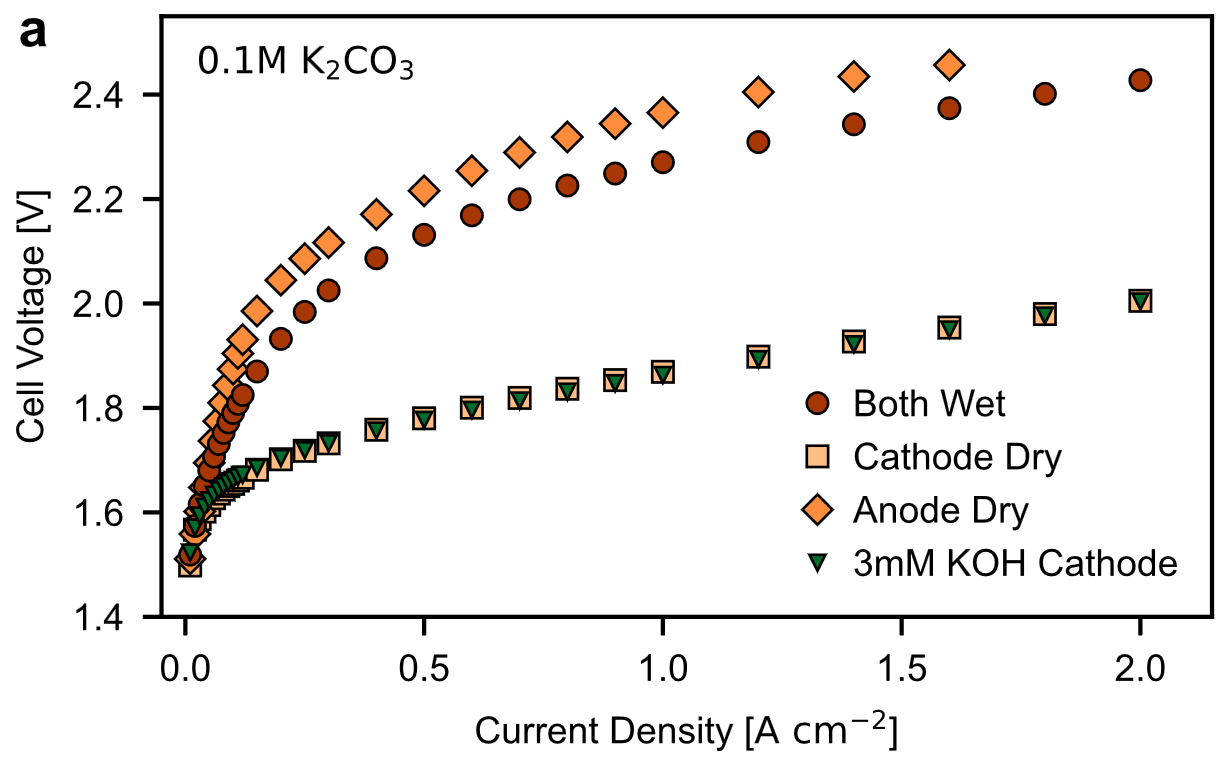 a
0.1M K₂CO₃
Cell Voltage [V]
2.4
2.2
2.0
1.8
1.6
1.4
Both Wet
Cathode Dry
Anode Dry
3mM KOH Cathode
0.0 0.5 1.0 1.5 2.0
Current Density [A cm⁻²]